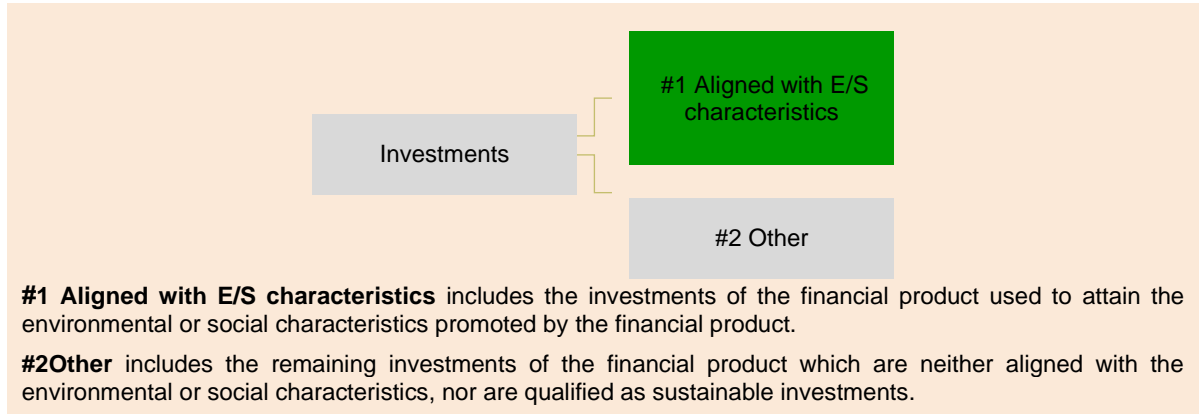 #1 Aligned with E/S
characteristics
Investments
#2 Other
#1 Aligned with E/S characteristics includes the investments of the financial product used to attain the
environmental or social characteristics promoted by the financial product.
#2Other includes the remaining investments of the financial product which are neither aligned with the
environmental or social characteristics, nor are qualified as sustainable investments.